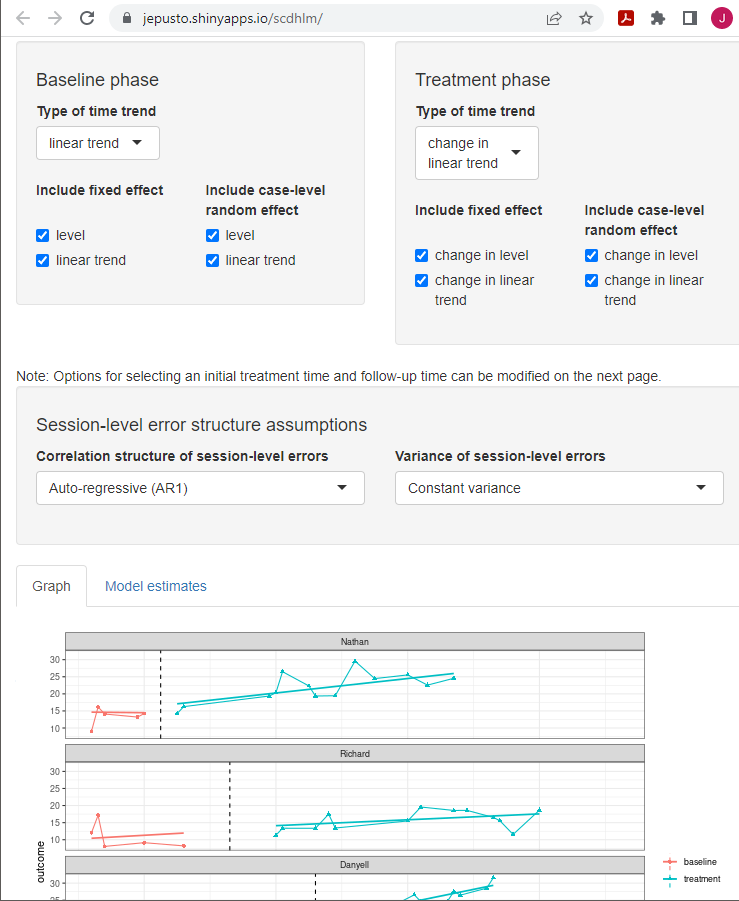 jepusto.shinyapps.io/scdhlm/
J
Baseline phase
Type of time trend
linear trend
Include fixed effect
level
linear trend
Include case-level
random effect
level
linear trend
Treatment phase
Type of time trend
change in
linear trend
Include fixed effect
change in level
change in linear
trend
Include case-level
random effect
change in level
change in linear
trend
Note: Options for selecting an initial treatment time and follow-up time can be modified on the next page.
Session-level error structure assumptions
Correlation structure of session-level errors
Auto-regressive (AR1)
Variance of session-level errors
Constant variance
Graph
Model estimates
Nathan
30
25
20
15
10
Richard
30
25
20
15
10
Danyell
30
25
outcome
baseline
treatment